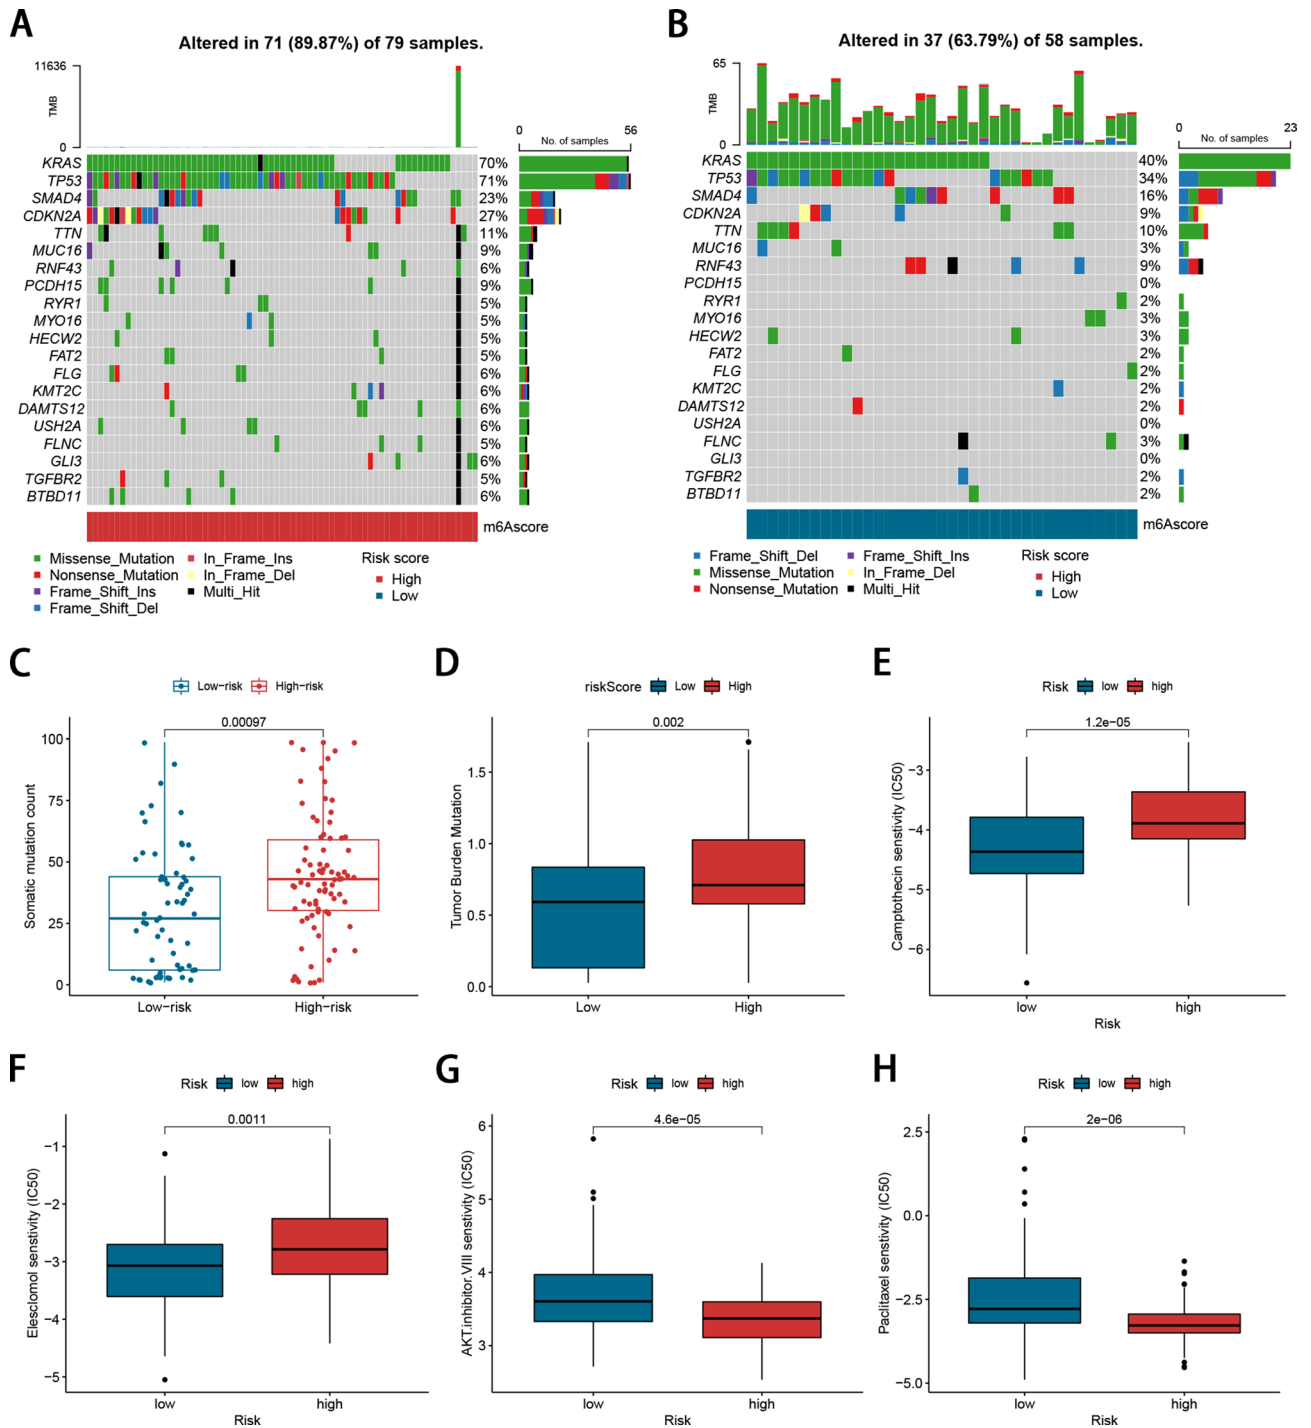 A
Altered in 71 (89.87%) of 79 samples.
11636
TMB
0
0
56
No. of samples
KRAS 70%
TP53 71%
SMAD4 23%
CDKN2A 27%
TTN 11%
MUC16 9%
RNF43 6%
PCDH15 9%
RYR1 5%
MYO16 5%
HECW2 5%
FAT2 5%
FLG 6%
KMT2C 6%
DAMTS12 6%
USH2A 6%
FLNC 5%
GLI3 6%
TGFBR2 5%
BTBD11 6%
m6Ascore
Missense_Mutation
Nonsense_Mutation
Frame_Shift_Ins
Frame_Shift_Del
In_Frame_Ins
In_Frame_Del
Multi_Hit
Risk score
High
Low
B
Altered in 37 (63.79%) of 58 samples.
65
TMB
0
0
23
No. of samples
KRAS 40%
TP53 34%
SMAD4 16%
CDKN2A 9%
TTN 10%
MUC16 3%
RNF43 9%
PCDH15 0%
RYR1 2%
MYO16 3%
HECW2 3%
FAT2 2%
FLG 2%
KMT2C 2%
DAMTS12 2%
USH2A 0%
FLNC 3%
GLI3 0%
TGFBR2 2%
BTBD11 2%
m6Ascore
Frame_Shift_Del
Missense_Mutation
Nonsense_Mutation
Frame_Shift_Ins
In_Frame_Del
Multi_Hit
Risk score
High
Low
C
Low-risk High-risk
0.00097
Somatic mutation count
100
75
50
25
0
Low-risk High-risk
D
riskScore Low High
0.002
Tumor Burden Mutation
1.5
1.0
0.5
0.0
Low High
E
Risk low high
1.2e-05
Camptothecin senstivity (IC50)
-3
-4
-5
-6
low high
Risk
F
Risk low high
0.0011
Elesclomol senstivity (IC50)
-1
-2
-3
-4
-5
low high
Risk
G
Risk low high
4.6e-05
AKT.inhibitor.VIII senstivity (IC50)
6
5
4
3
low high
Risk
H
Risk low high
2e-06
Paclitaxel senstivity (IC50)
2.5
0.0
-2.5
-5.0
low high
Risk